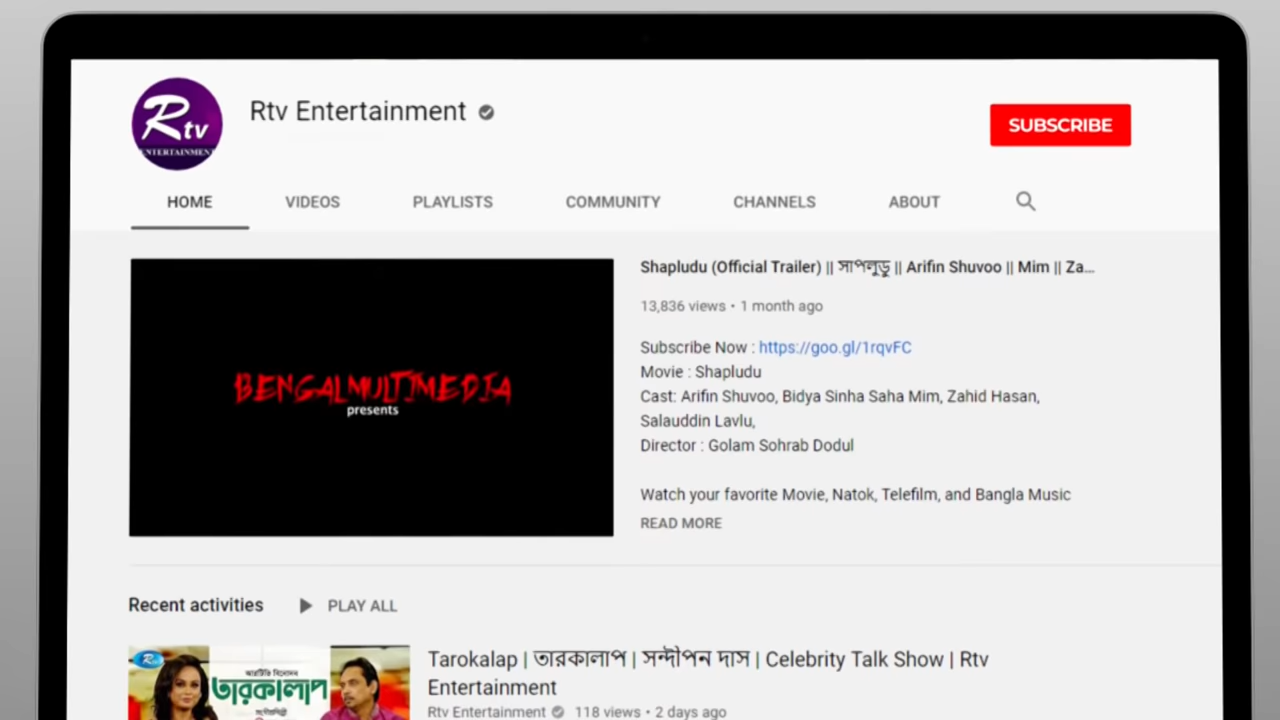 Rtv
ENTERTAINMENT
Rtv Entertainment
SUBSCRIBE
HOME VIDEOS PLAYLISTS COMMUNITY CHANNELS ABOUT
Shapludu (Official Trailer) || সাপলুডু || Arifin Shuvoo || Mim || Za...
13,836 views • 1 month ago
Subscribe Now : https://goo.gl/1rqvFC
Movie : Shapludu
Cast: Arifin Shuvoo, Bidya Sinha Saha Mim, Zahid Hasan,
Salauddin Lavlu,
Director : Golam Sohrab Dodul
Watch your favorite Movie, Natok, Telefilm, and Bangla Music
READ MORE
BENGALMULTIMEDIA
presents
Recent activities PLAY ALL
Rtv
আরটিভি বিনোদন
তারকালাপ
Tarokalap | তারকালাপ | সন্দীপন দাস | Celebrity Talk Show | Rtv
Entertainment
Rtv Entertainment 118 views • 2 days ago